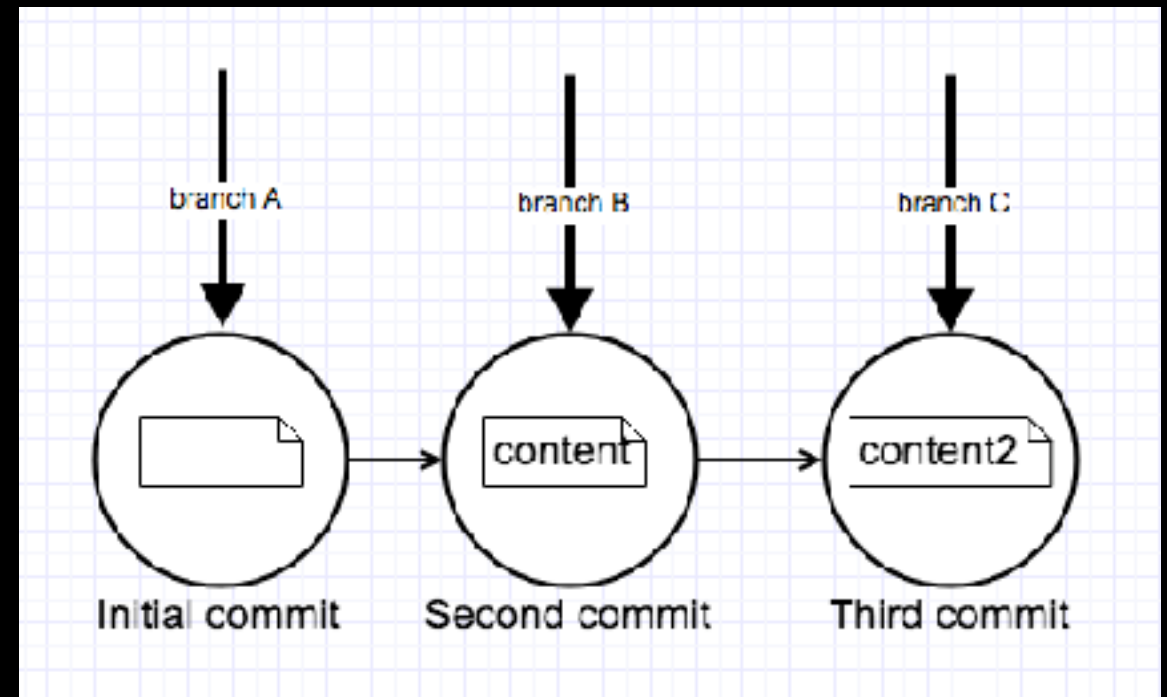 branch A
branch B
branch C
content
content2
Initial commit
Second commit
Third commit